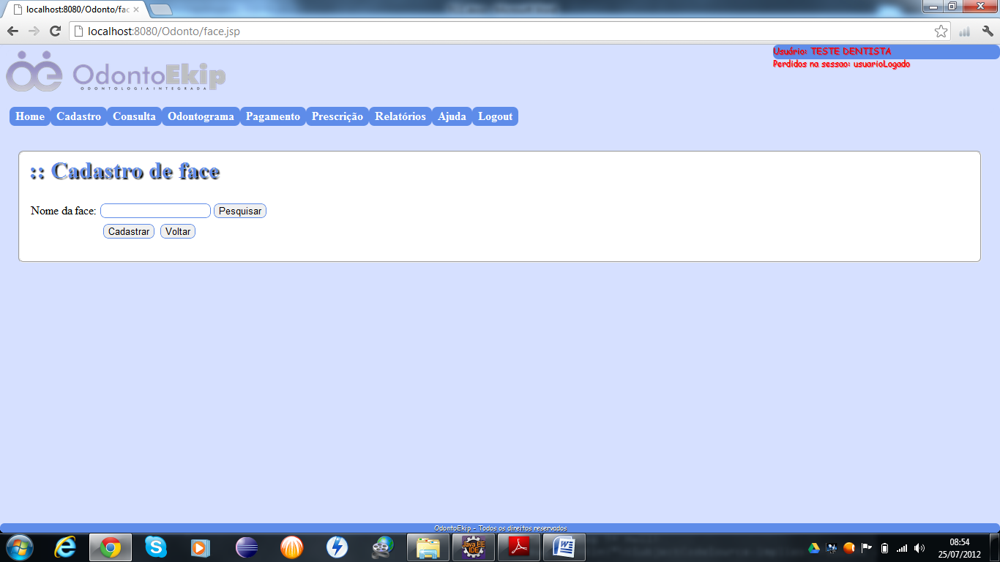 localhost:8080/Odonto/fac
localhost:8080/Odonto/face.jsp
Usuário: TESTE DENTISTA
Perdidos na sessao: usuarioLogado
OdontoEkip
ODONTOLOGIAINTEGRADA
Home Cadastro Consulta Odontograma Pagamento Prescrição Relatórios Ajuda Logout
:: Cadastro de face
Nome da face: Pesquisar
Cadastrar Voltar
OdontoEkip - Todos os direitos reservados
Java EE
IDE
08:54
25/07/2012